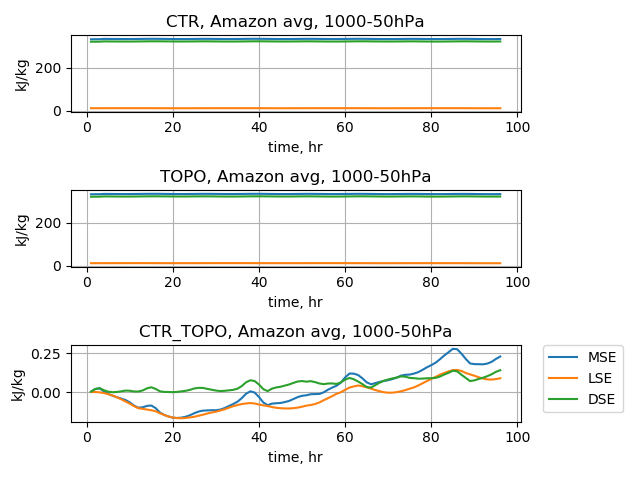 CTR, Amazon avg, 1000-50hPa
200
0
kJ/kg
0 20 40 60 80 100
time, hr
TOPO, Amazon avg, 1000-50hPa
200
0
kJ/kg
0 20 40 60 80 100
time, hr
CTR_TOPO, Amazon avg, 1000-50hPa
0.25
0.00
kJ/kg
0 20 40 60 80 100
time, hr
MSE
LSE
DSE